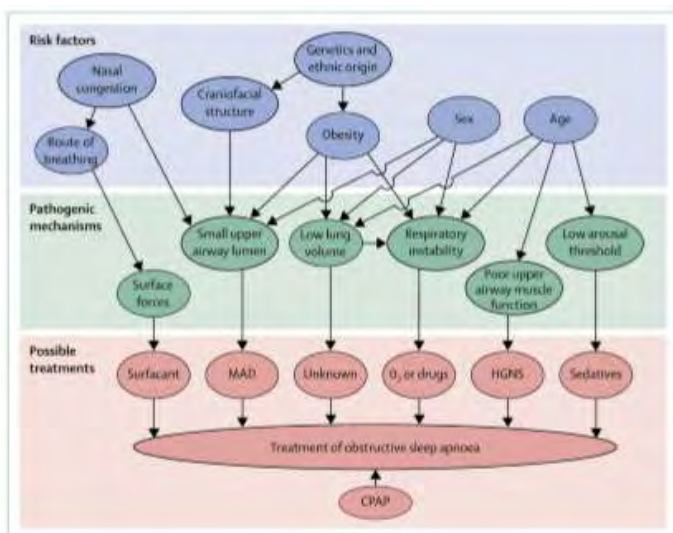 Risk factors
Genetics and
ethnic origin
Nasal
congestion
Craniofacial
structure
Sex
Age
Obesity
Route of
breathing
Pathogenic
mechanisms
Small upper
airway lumen
Low lung
volume
Respiratory
instability
Low arousal
threshold
Surface
forces
Poor upper
airway muscle
function
Possible
treatments
Surfacant
MAD
Unknown
O₂ or drugs
HGNS
Sedatives
Treatment of obstructive sleep apnoea
CPAP